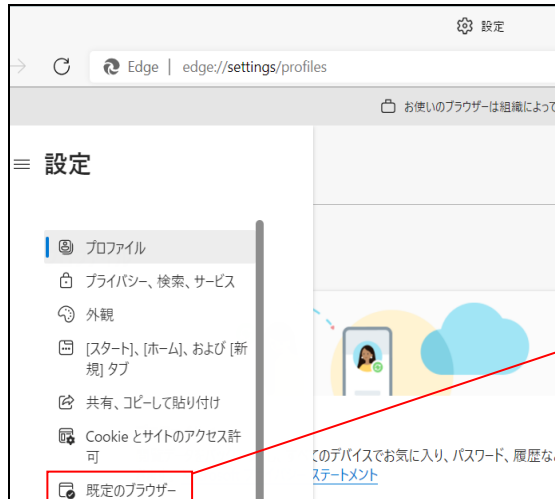 設定
Edge | edge://settings/profiles
お使いのブラウザーは組織によって
設定
プロファイル
プライバシー、検索、サービス
外観
[スタート]、[ホーム]、および [新
規] タブ
共有、コピーして貼り付け
Cookie とサイトのアクセス許
可
てのデバイスでお気に入り、パスワード、履歴な
ステートメント
既定のブラウザー